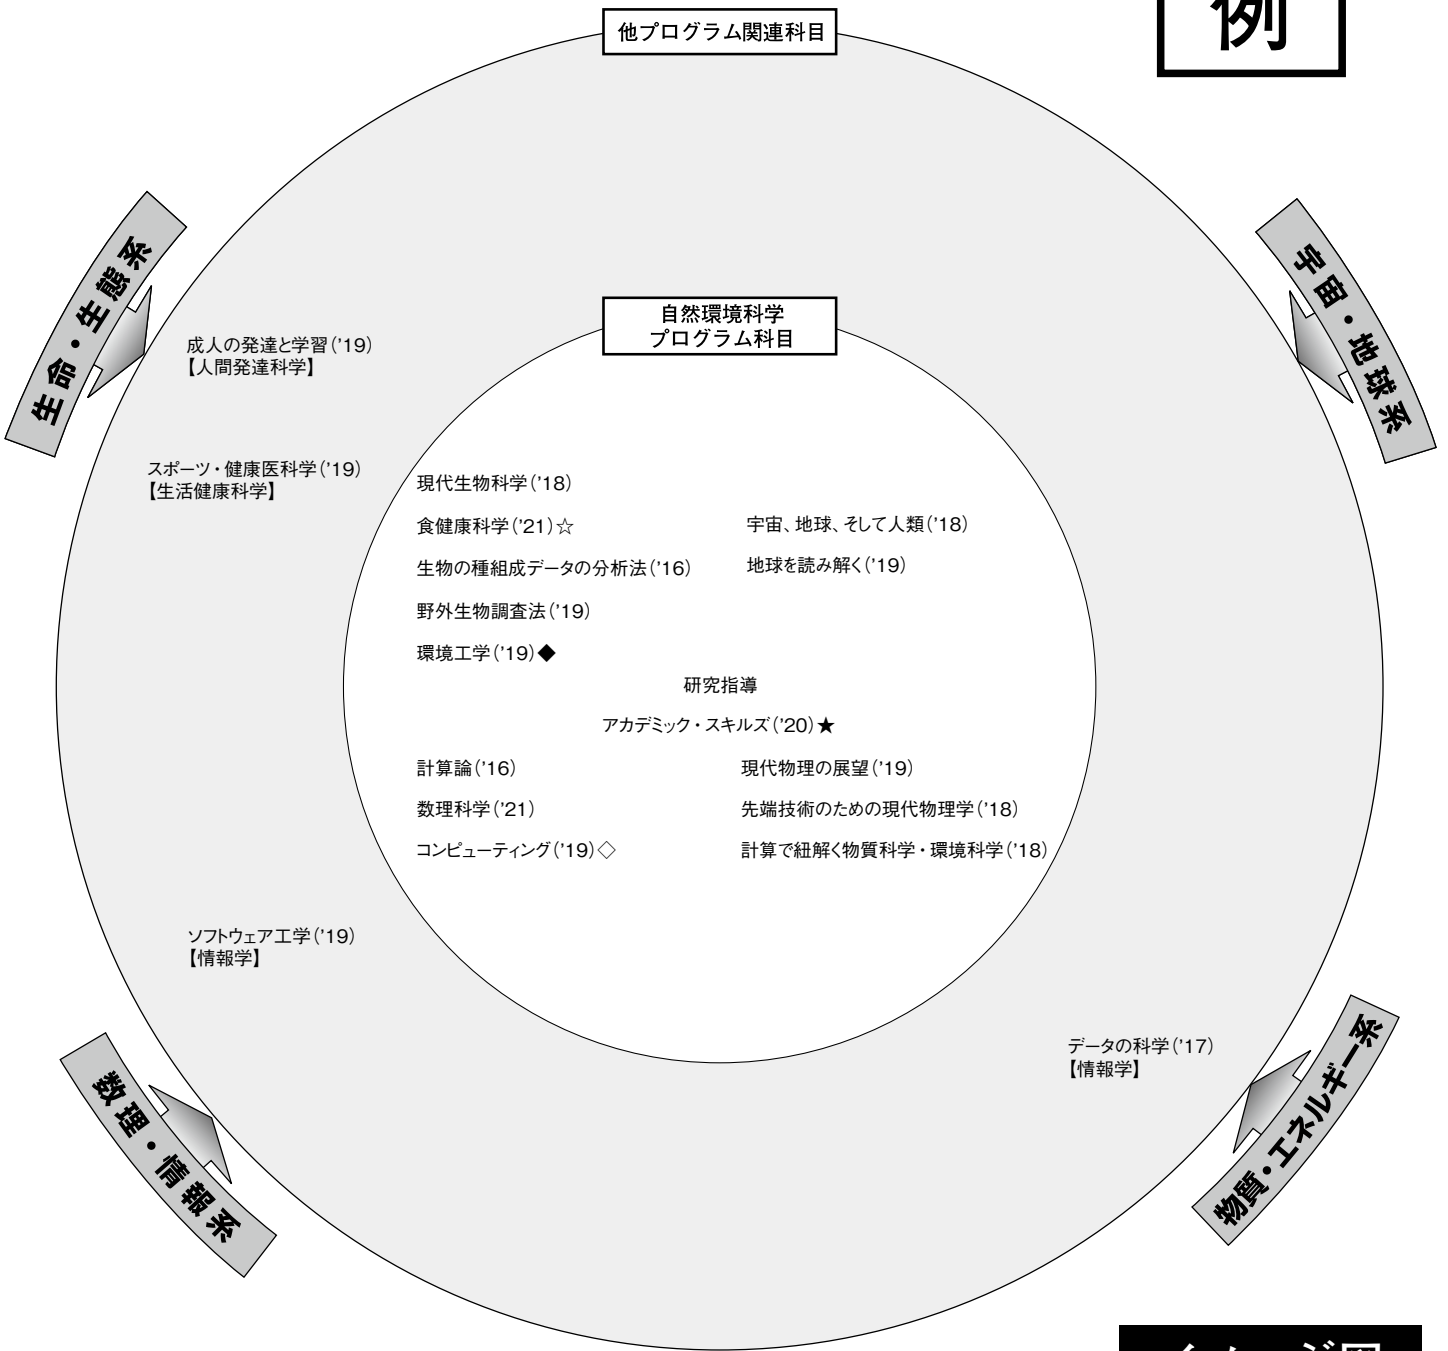 例
他プログラム関連科目
生命・生態系
宇宙・地球系
自然環境科学
プログラム科目
成人の発達と学習('19)
【人間発達科学】
スポーツ・健康医科学('19)
【生活健康科学】
現代生物科学('18)
食健康科学('21)☆
生物の種組成データの分析法('16)
野外生物調査法('19)
環境工学('19)◆
宇宙、地球、そして人類('18)
地球を読み解く('19)
研究指導
アカデミック・スキルズ('20)★
計算論('16)
数理科学('21)
コンピューティング('19)◇
現代物理の展望('19)
先端技術のための現代物理学('18)
計算で紐解く物質科学・環境科学('18)
ソフトウェア工学('19)
【情報学】
データの科学('17)
【情報学】
数理・情報系
物質・エネルギー系
イメージ図